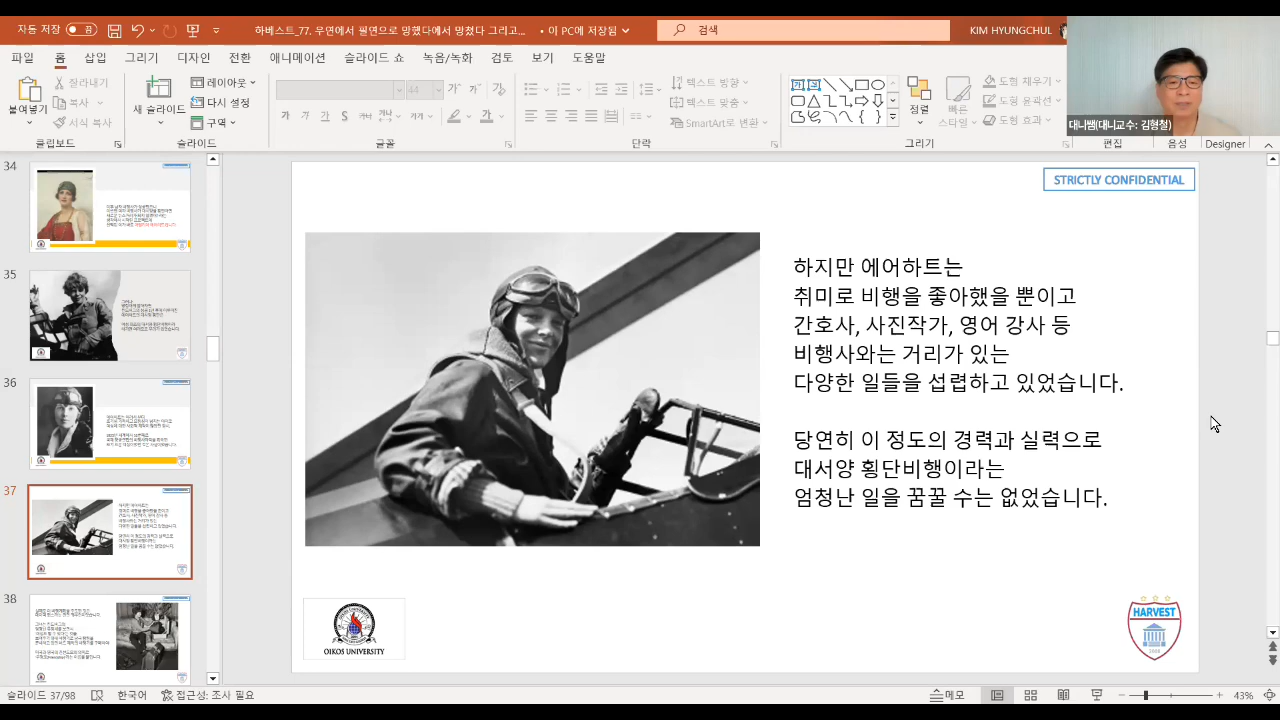 자동 저장
하베스트_77. 우연에서 필연으로 망했다에서 망쳤다 그리고... • 이 PC에 저장됨
검색
KIM HYUNGCHUL
파일 홈 삽입 그리기 디자인 전환 애니메이션 슬라이드 쇼 녹음/녹화 검토 보기 도움말
붙여넣기
잘라내기
복사
서식 복사
클립보드
새 슬라이드
레이아웃
다시 설정
구역
슬라이드
44
글꼴
텍스트 방향
텍스트 맞춤
SmartArt로 변환
단락
정렬
빠른 스타일
도형 채우기
도형 윤곽선
도형 효과
그리기
편집
음성
Designer
대니쌤(대니교수: 김형철)
34
35
36
37
38
STRICTLY CONFIDENTIAL
하지만 에어하트는
취미로 비행을 좋아했을 뿐이고
간호사, 사진작가, 영어 강사 등
비행사와는 거리가 있는
다양한 일들을 섭렵하고 있었습니다.
당연히 이 정도의 경력과 실력으로
대서양 횡단비행이라는
엄청난 일을 꿈꿀 수는 없었습니다.
OIKOS UNIVERSITY
HARVEST
슬라이드 37/98
한국어
접근성: 조사 필요
메모
43%